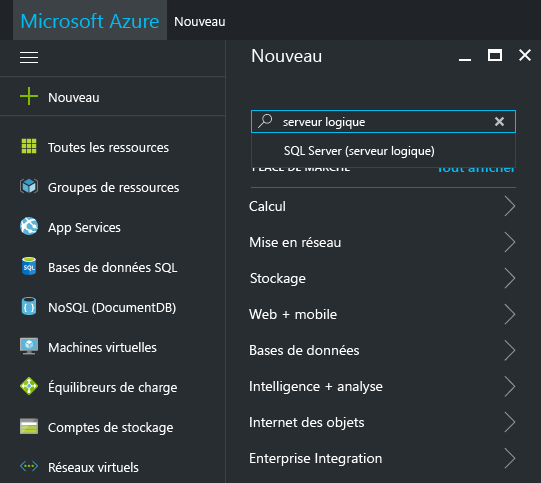 Microsoft Azure Nouveau
Nouveau
Toutes les ressources
Groupes de ressources
App Services
Bases de données SQL
NoSQL (DocumentDB)
Machines virtuelles
Équilibreurs de charge
Comptes de stockage
Réseaux virtuels
Nouveau
serveur logique
SQL Server (serveur logique)
PLACE DE MARCHÉ Tout afficher
Calcul
Mise en réseau
Stockage
Web + mobile
Bases de données
Intelligence + analyse
Internet des objets
Enterprise Integration